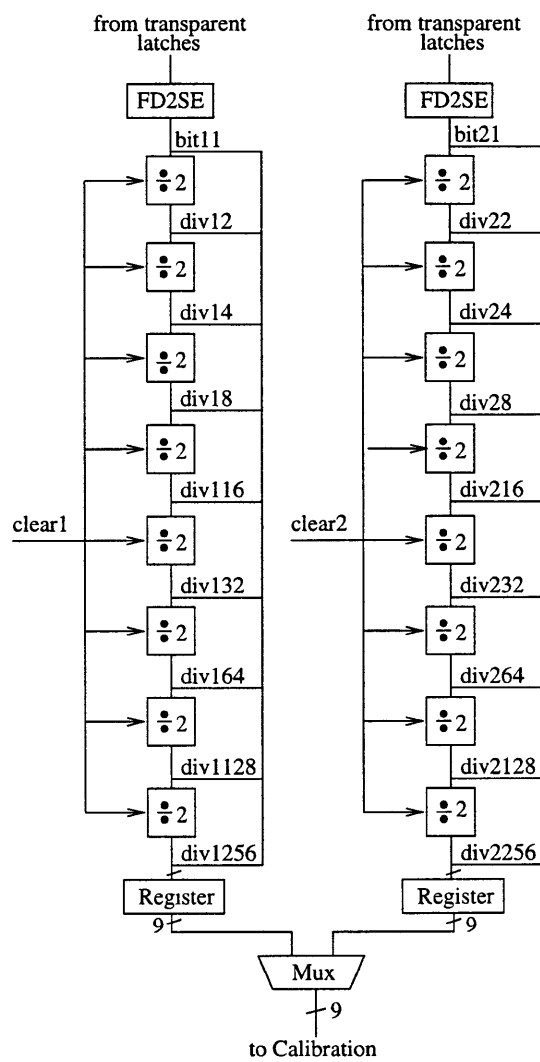 from transparent
latches
FD2SE
bit11
÷ 2
div12
÷ 2
div14
÷ 2
div18
÷ 2
div116
clear1
÷ 2
div132
÷ 2
div164
÷ 2
div1128
÷ 2
div1256
Register
9
from transparent
latches
FD2SE
bit21
÷ 2
div22
÷ 2
div24
÷ 2
div28
÷ 2
div216
clear2
÷ 2
div232
÷ 2
div264
÷ 2
div2128
÷ 2
div2256
Register
9
Mux
9
to Calibration